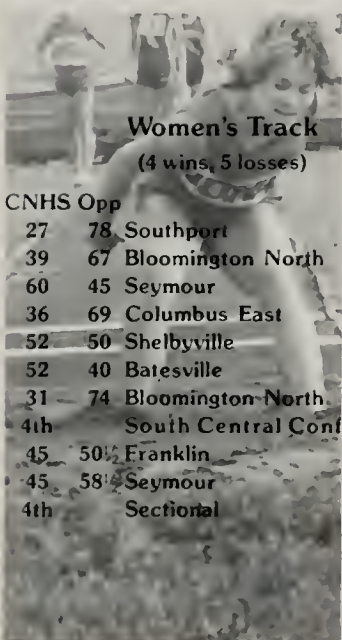 Women's Track
(4 wins, 5 losses)
CNHS Opp
27 78 Southport
39 67 Bloomington North
60 45 Seymour
36 69 Columbus East
52 50 Shelbyville
52 40 Batesville
31 74 Bloomington North
4th South Central Conf
45 50½ Franklin
45 58½ Seymour
4th Sectional